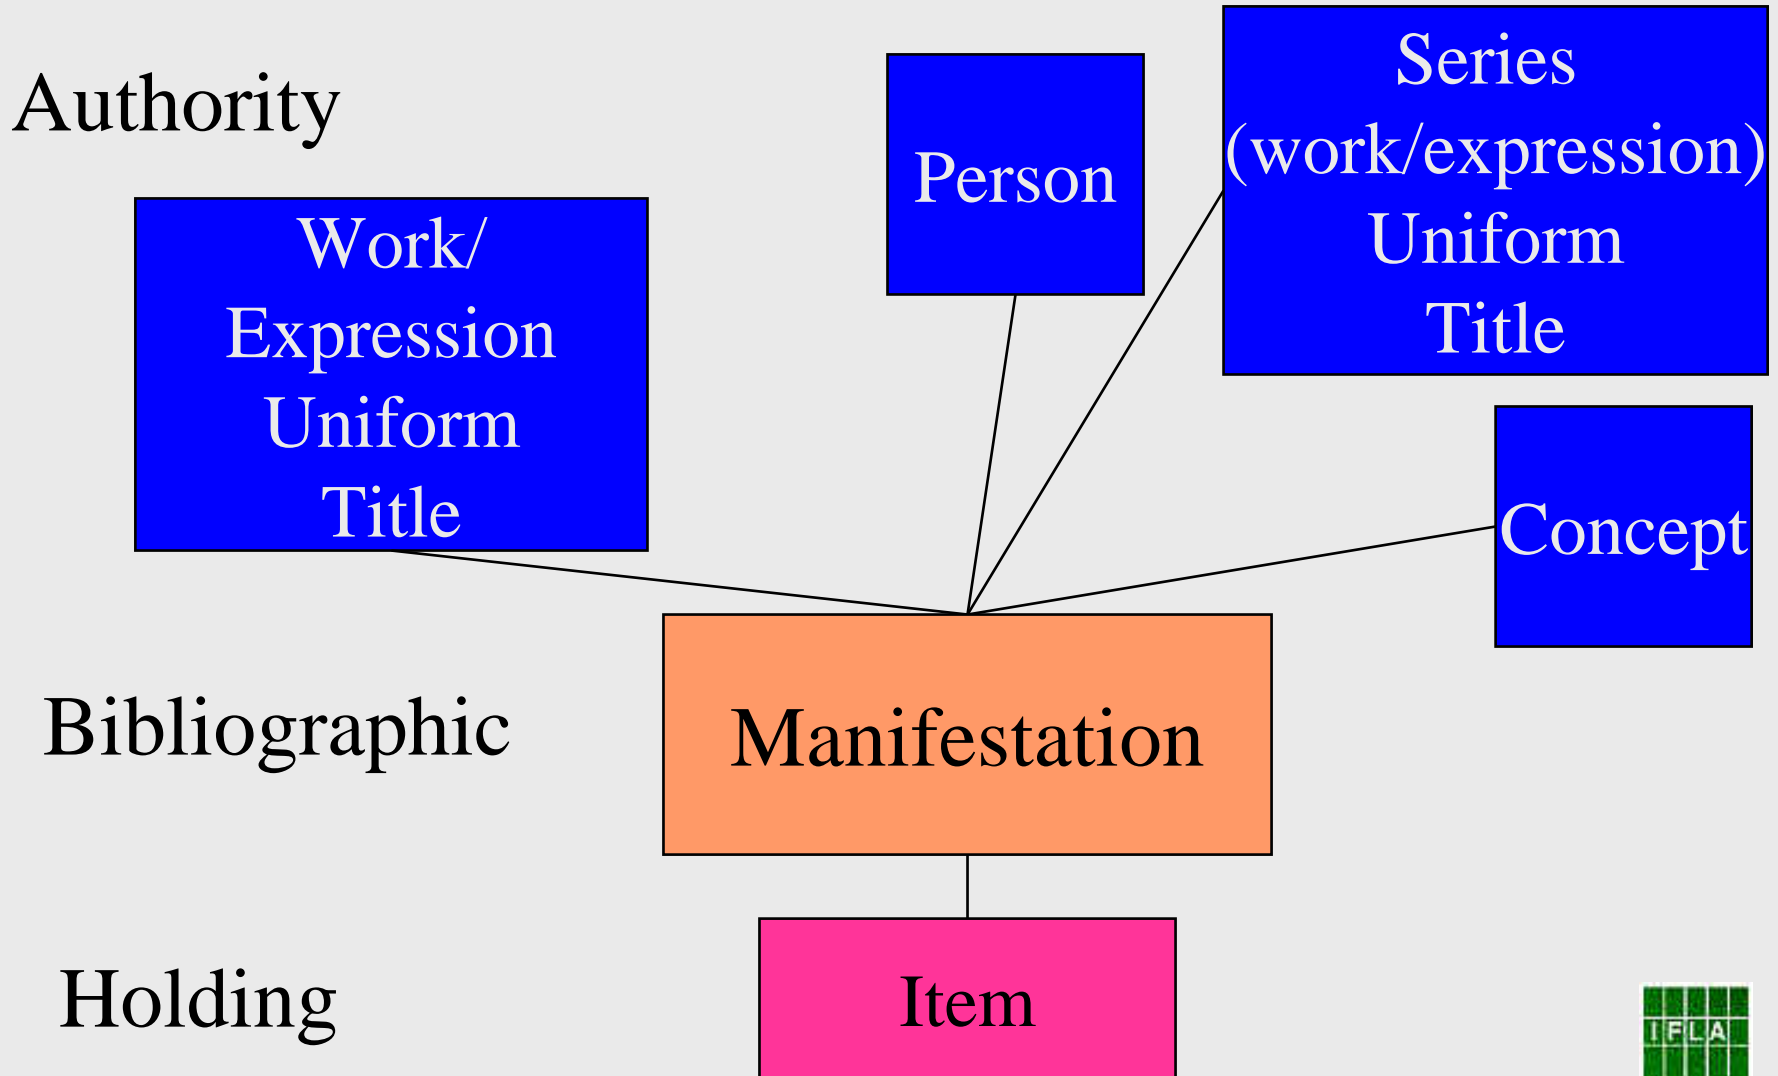 Authority
Work/
Expression
Uniform
Title
Person
Series
(work/expression)
Uniform
Title
Concept
Bibliographic
Manifestation
Holding
Item
IFLA